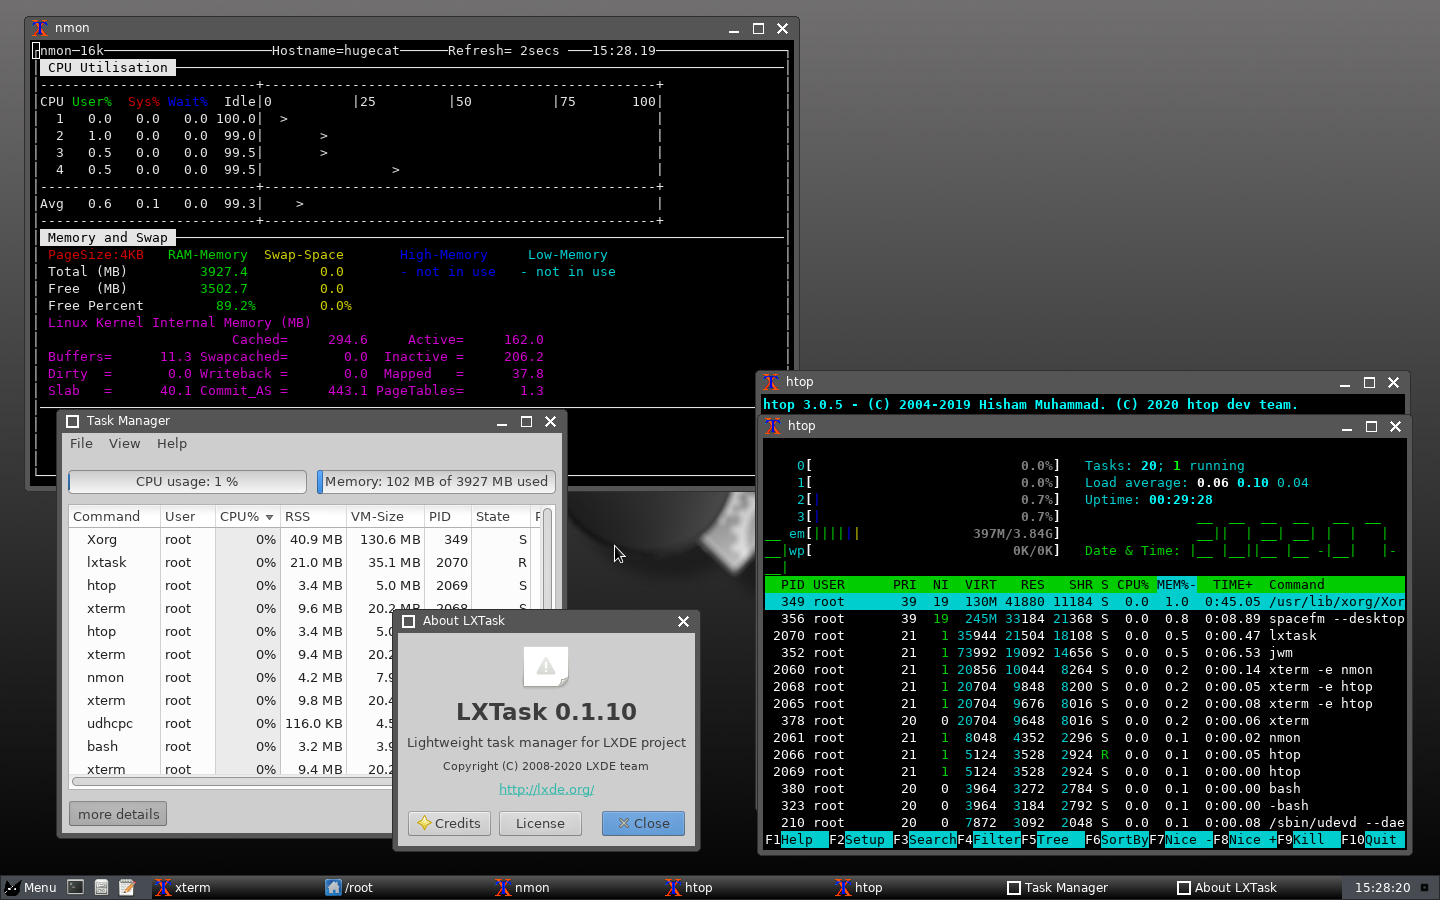 nmon
nmon─16k Hostname=hugecat Refresh= 2secs 15:28.19
CPU Utilisation
CPU User% Sys% Wait% Idle|0 |25 |50 |75 100|
1 0.0 0.0 0.0 100.0| >
2 1.0 0.0 0.0 99.0| >
3 0.5 0.0 0.0 99.5| >
4 0.5 0.0 0.0 99.5| >
Avg 0.6 0.1 0.0 99.3| >
Memory and Swap
PageSize:4KB RAM-Memory Swap-Space High-Memory Low-Memory
Total (MB) 3927.4 0.0 - not in use - not in use
Free (MB) 3502.7 0.0
Free Percent 89.2% 0.0%
Linux Kernel Internal Memory (MB)
Cached= 294.6 Active= 162.0
Buffers= 11.3 Swapcached= 0.0 Inactive = 206.2
Dirty = 0.0 Writeback = 0.0 Mapped = 37.8
Slab = 40.1 Commit_AS = 443.1 PageTables= 1.3
htop
htop 3.0.5 - (C) 2004-2019 Hisham Muhammad. (C) 2020 htop dev team.
Task Manager
File View Help
CPU usage: 1 % Memory: 102 MB of 3927 MB used
Command User CPU% RSS VM-Size PID State
Xorg root 0% 40.9 MB 130.6 MB 349 S
lxtask root 0% 21.0 MB 35.1 MB 2070 R
htop root 0% 3.4 MB 5.0 MB 2069 S
xterm root 0% 9.6 MB 20.2 MB 2068 S
htop root 0% 3.4 MB 5.0
xterm root 0% 9.4 MB 20.2
nmon root 0% 4.2 MB 7.9
xterm root 0% 9.8 MB 20.4
udhcpc root 0% 116.0 KB 4.5
bash root 0% 3.2 MB 3.9
xterm root 0% 9.4 MB 20.2
more details
About LXTask
LXTask 0.1.10
Lightweight task manager for LXDE project
Copyright (C) 2008-2020 LXDE team
http://lxde.org/
Credits License Close
htop
0[ 0.0%] Tasks: 20; 1 running
1[ 0.0%] Load average: 0.06 0.10 0.04
2[| 0.7%] Uptime: 00:29:28
3[| 0.7%]
em[|||||| 397M/3.84G]
wp[ 0K/0K] Date & Time:
PID USER PRI NI VIRT RES SHR S CPU% MEM%- TIME+ Command
349 root 39 19 130M 41880 11184 S 0.0 1.0 0:45.05 /usr/lib/xorg/Xor
356 root 39 19 245M 33184 21368 S 0.0 0.8 0:08.89 spacefm --desktop
2070 root 21 1 35944 21504 18108 S 0.0 0.5 0:00.47 lxtask
352 root 21 1 73992 19092 14656 S 0.0 0.5 0:06.53 jwm
2060 root 21 1 20856 10044 8264 S 0.0 0.2 0:00.14 xterm -e nmon
2068 root 21 1 20704 9848 8200 S 0.0 0.2 0:00.05 xterm -e htop
2065 root 21 1 20704 9676 8016 S 0.0 0.2 0:00.08 xterm -e htop
378 root 20 0 20704 9648 8016 S 0.0 0.2 0:00.06 xterm
2061 root 21 1 8048 4352 2296 S 0.0 0.1 0:00.02 nmon
2066 root 21 1 5124 3528 2924 R 0.0 0.1 0:00.05 htop
2069 root 21 1 5124 3528 2924 S 0.0 0.1 0:00.00 htop
380 root 20 0 3964 3272 2784 S 0.0 0.1 0:00.00 bash
323 root 20 0 3964 3184 2792 S 0.0 0.1 0:00.00 -bash
210 root 20 0 7872 3092 2048 S 0.0 0.1 0:00.08 /sbin/udevd --dae
F1Help F2Setup F3SearchF4FilterF5Tree F6SortByF7Nice -F8Nice +F9Kill F10Quit
Menu xterm /root nmon htop htop Task Manager About LXTask 15:28:20